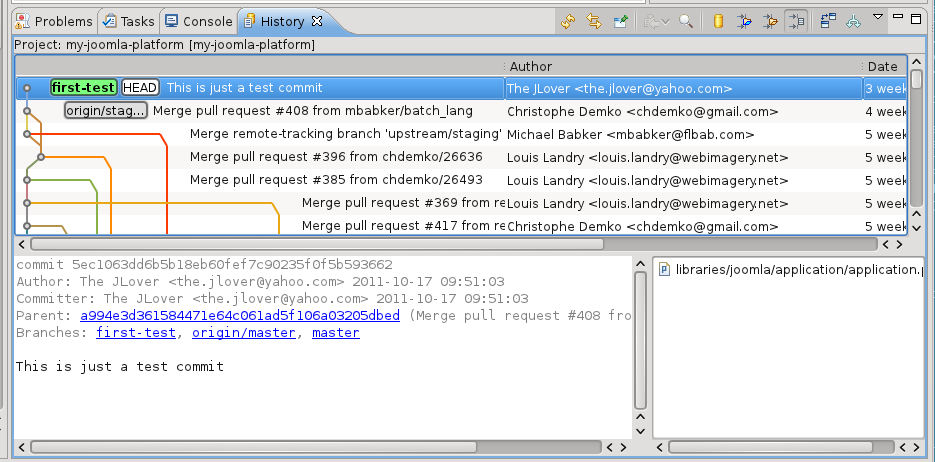 Problems Tasks Console History
Project: my-joomla-platform [my-joomla-platform]
Author Date
first-test HEAD This is just a test commit The JLover <the.jlover@yahoo.com> 3 week
origin/stag... Merge pull request #408 from mbabker/batch_lang Christophe Demko <chdemko@gmail.com> 4 week
Merge remote-tracking branch 'upstream/staging' Michael Babker <mbabker@flbab.com> 5 week
Merge pull request #396 from chdemko/26636 Louis Landry <louis.landry@webimagery.net> 5 week
Merge pull request #385 from chdemko/26493 Louis Landry <louis.landry@webimagery.net> 5 week
Merge pull request #369 from re Louis Landry <louis.landry@webimagery.net> 5 week
Merge pull request #417 from re Christophe Demko <chdemko@gmail.com> 5 week
commit 5ec1063dd6b5b18eb60fef7c90235f0f5b593662
Author: The JLover <the.jlover@yahoo.com> 2011-10-17 09:51:03
Committer: The JLover <the.jlover@yahoo.com> 2011-10-17 09:51:03
Parent: a994e3d361584471e64c061ad5f106a03205dbed (Merge pull request #408 fro
Branches: first-test, origin/master, master
This is just a test commit
libraries/joomla/application/application.p